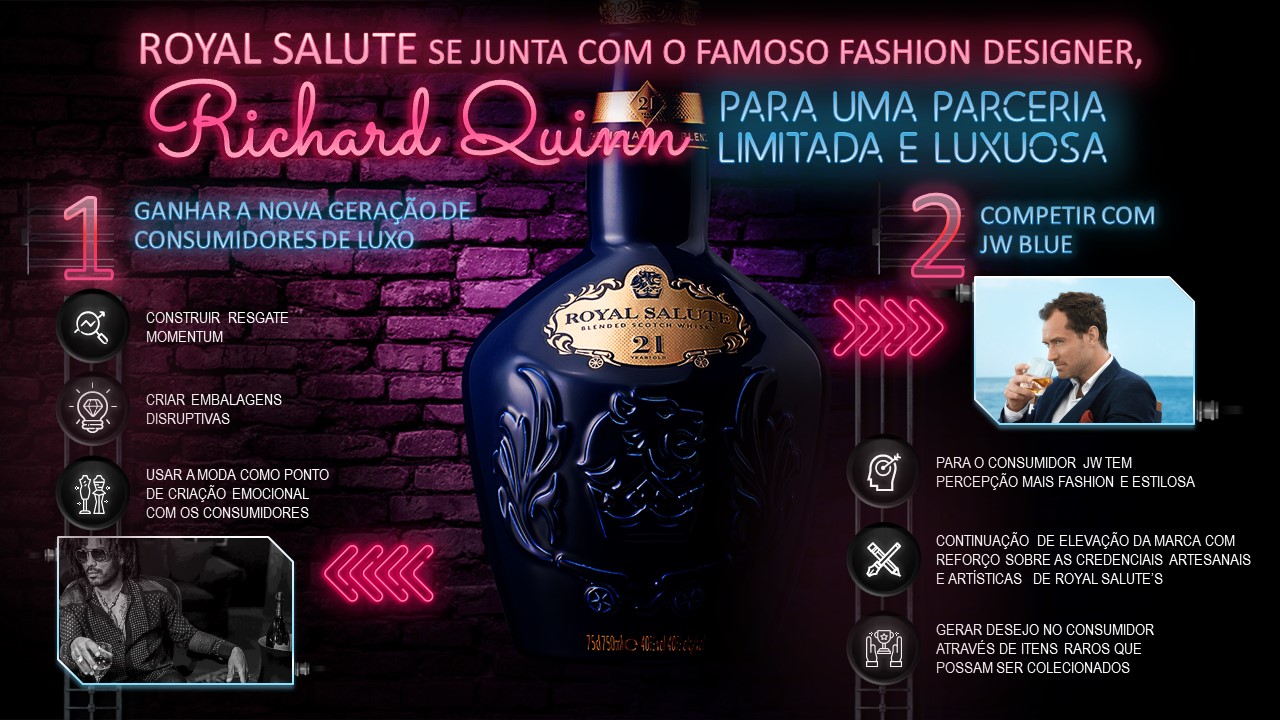 ROYAL SALUTE SE JUNTA COM O FAMOSO FASHION DESIGNER,
Richard Quinn
PARA UMA PARCERIA
LIMITADA E LUXUOSA
1
GANHAR A NOVA GERAÇÃO DE
CONSUMIDORES DE LUXO
CONSTRUIR RESGATE
MOMENTUM
CRIAR EMBALAGENS
DISRUPTIVAS
USAR A MODA COMO PONTO
DE CRIAÇÃO EMOCIONAL
COM OS CONSUMIDORES
21
ROYAL SALUTE
BLENDED SCOTCH WHISKY
21
YEARS OLD
2
COMPETIR COM
JW BLUE
PARA O CONSUMIDOR JW TEM
PERCEPÇÃO MAIS FASHION E ESTILOSA
CONTINUAÇÃO DE ELEVAÇÃO DA MARCA COM
REFORÇO SOBRE AS CREDENCIAIS ARTESANAIS
E ARTÍSTICAS DE ROYAL SALUTE'S
GERAR DESEJO NO CONSUMIDOR
ATRAVÉS DE ITENS RAROS QUE
POSSAM SER COLECIONADOS